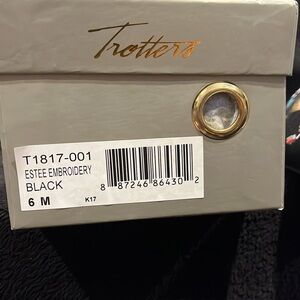 Trotters
T1817-001
ESTEE EMBROIDERY
BLACK
6 M
K17
8 87246 86430 2